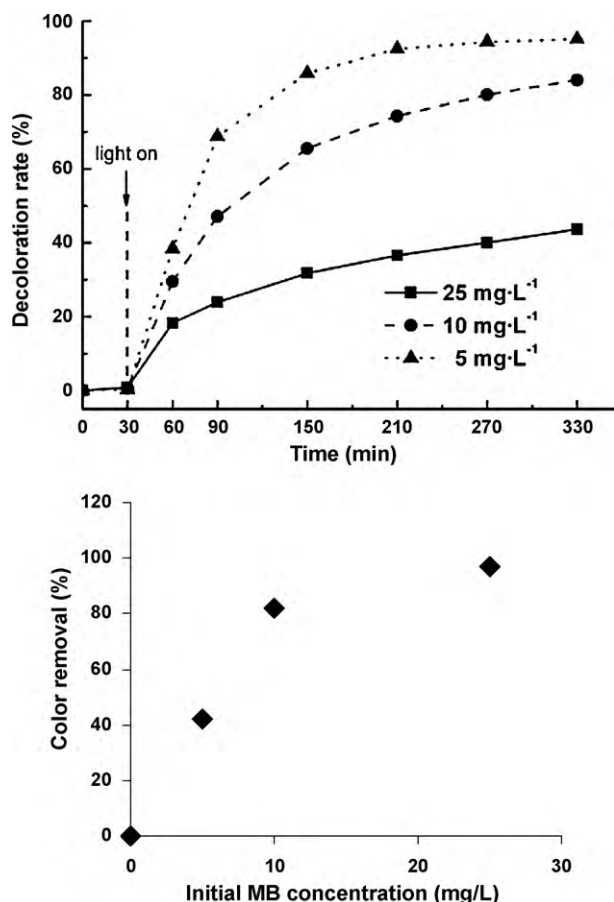 100
80
60
40
20
0
Decoloration rate (%)
light on
25 mg·L⁻¹
10 mg·L⁻¹
5 mg·L⁻¹
0 30 60 90 150 210 270 330
Time (min)
120
100
80
60
40
20
0
Color removal (%)
0 10 20 30
Initial MB concentration (mg/L)